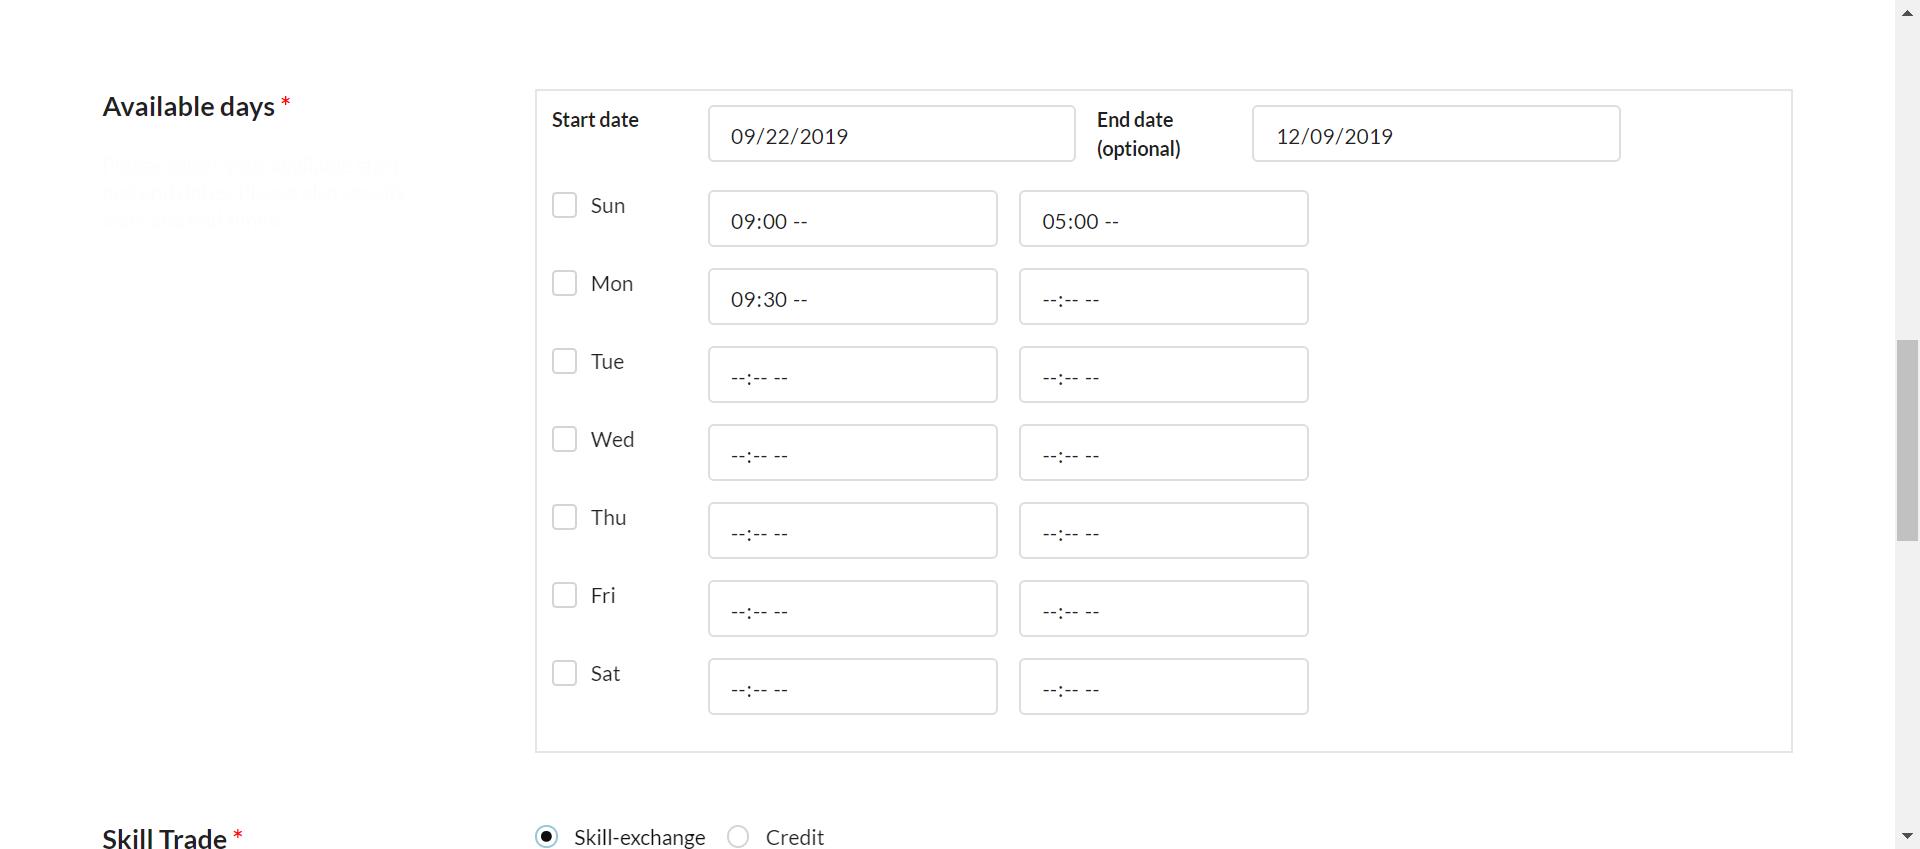 Available days *
Start date
09/22/2019
End date
(optional)
12/09/2019
Sun
09:00 --
05:00 --
Mon
09:30 --
--:-- --
Tue
--:-- --
--:-- --
Wed
--:-- --
--:-- --
Thu
--:-- --
--:-- --
Fri
--:-- --
--:-- --
Sat
--:-- --
--:-- --
Skill Trade *
Skill-exchange
Credit